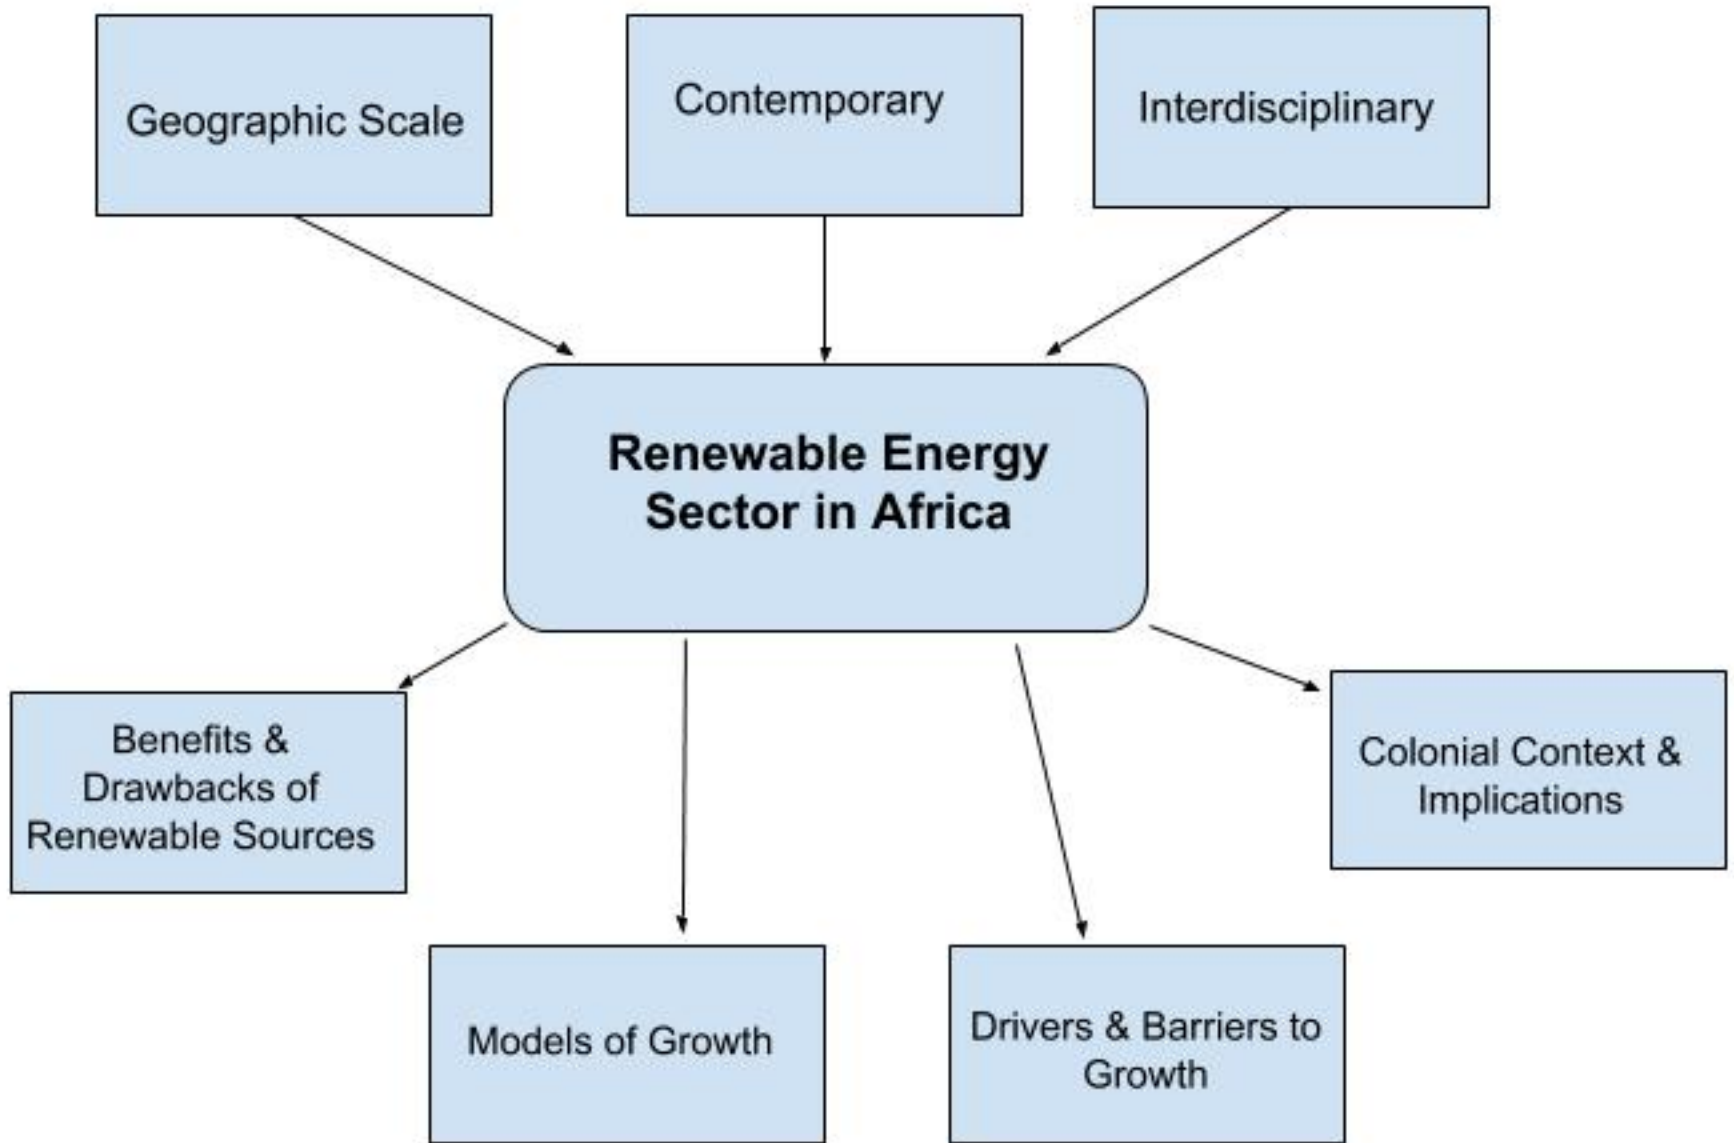 Geographic Scale
Contemporary
Interdisciplinary
Renewable Energy
Sector in Africa
Benefits &
Drawbacks of
Renewable Sources
Models of Growth
Drivers & Barriers to
Growth
Colonial Context &
Implications